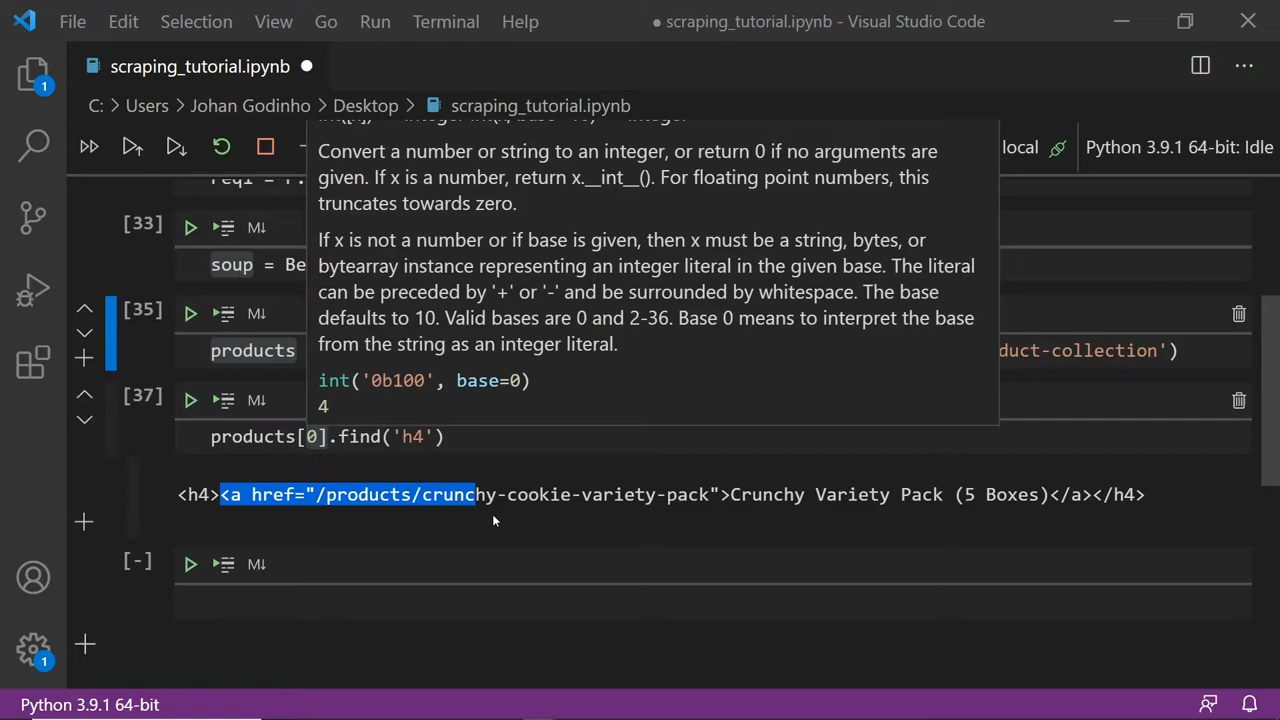 File Edit Selection View Go Run Terminal Help
● scraping_tutorial.ipynb - Visual Studio Code
scraping_tutorial.ipynb ●
C: > Users > Johan Godinho > Desktop > scraping_tutorial.ipynb
local
Python 3.9.1 64-bit: Idle
Convert a number or string to an integer, or return 0 if no arguments are
given. If x is a number, return x.__int__(). For floating point numbers, this
truncates towards zero.
[33] M↓
soup = Be
If x is not a number or if base is given, then x must be a string, bytes, or
bytearray instance representing an integer literal in the given base. The literal
can be preceded by '+' or '-' and be surrounded by whitespace. The base
defaults to 10. Valid bases are 0 and 2-36. Base 0 means to interpret the base
from the string as an integer literal.
[35] M↓
products
duct-collection')
int('0b100', base=0)
4
[37] M↓
products[0].find('h4')
<h4><a href="/products/crunchy-cookie-variety-pack">Crunchy Variety Pack (5 Boxes)</a></h4>
[-] M↓
1
1
Python 3.9.1 64-bit